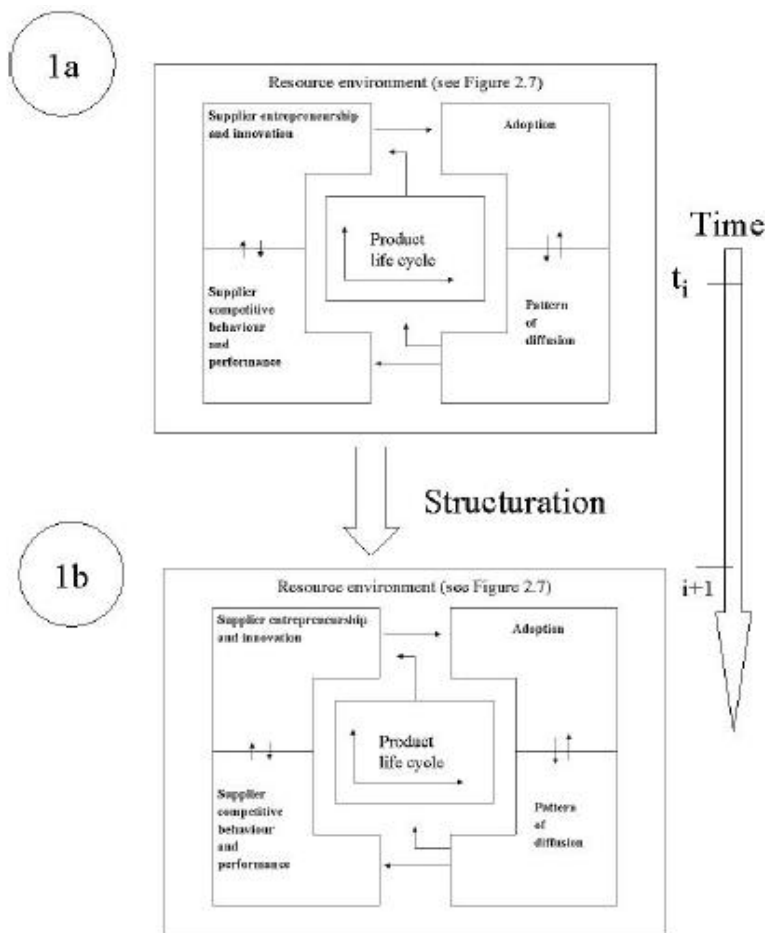 1a
Resource environment (see Figure 2.7)
Supplier entrepreneurship
and innovation
Adoption
Product
life cycle
Supplier
competitive
behaviour
and
performance
Pattern
of
diffusion
Time
ti
Structuration
1b
i+1
Resource environment (see Figure 2.7)
Supplier entrepreneurship
and innovation
Adoption
Product
life cycle
Supplier
competitive
behaviour
and
performance
Pattern
of
diffusion